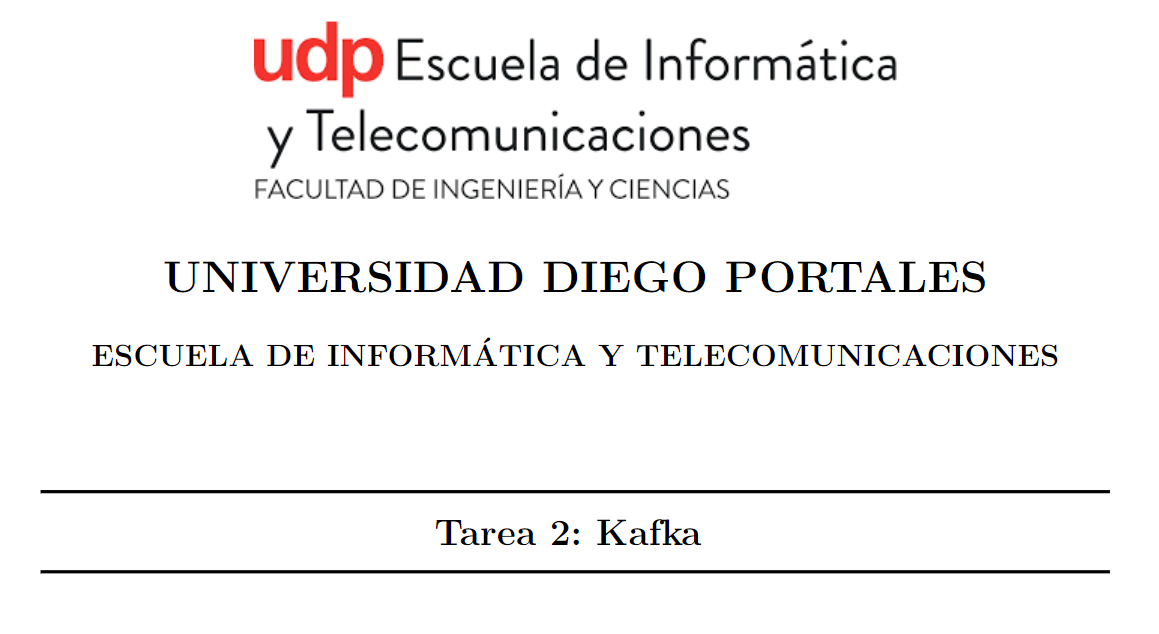 udp Escuela de Informática
y Telecomunicaciones
FACULTAD DE INGENIERÍA Y CIENCIAS
UNIVERSIDAD DIEGO PORTALES
ESCUELA DE INFORMÁTICA Y TELECOMUNICACIONES
Tarea 2: Kafka